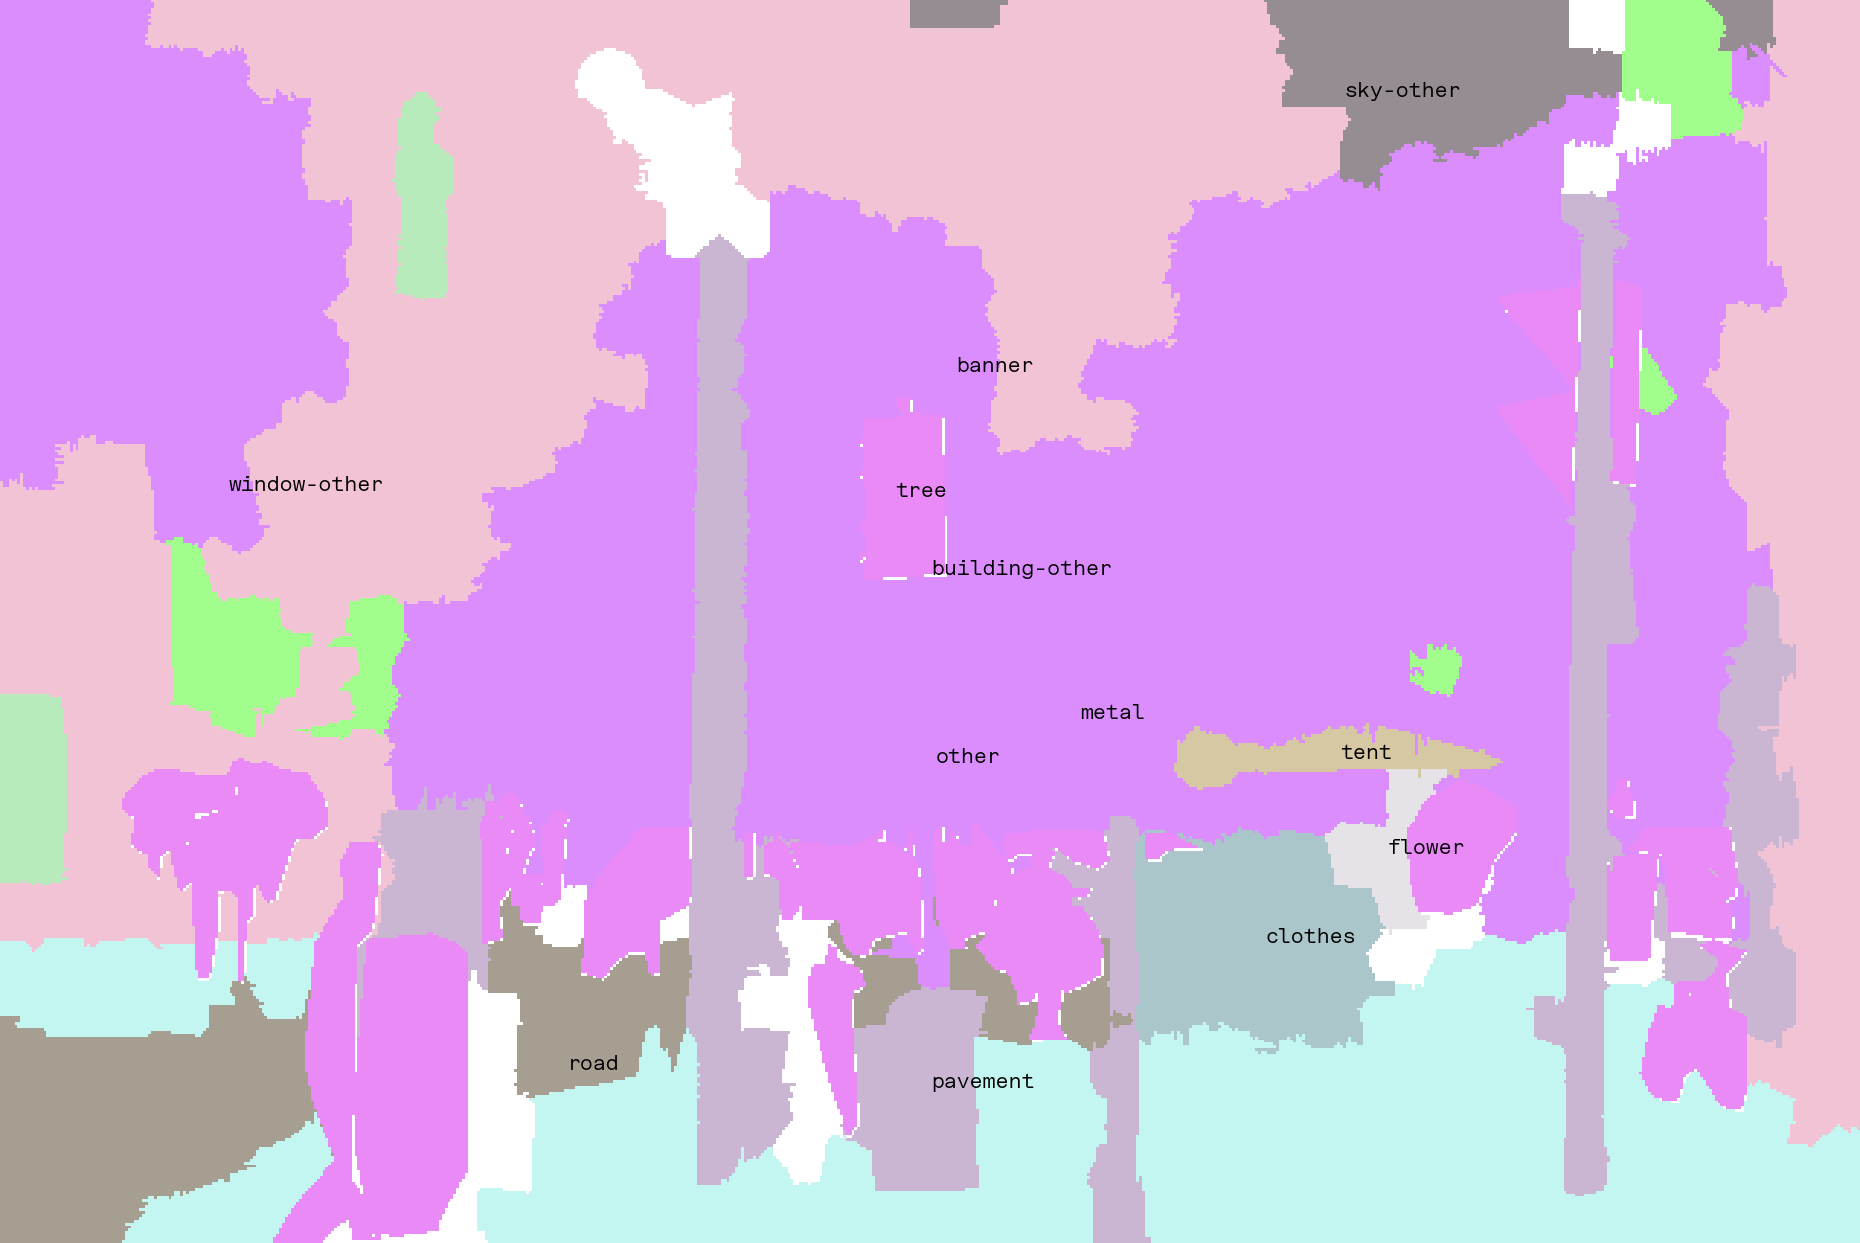 sky-other
banner
window-other
tree
building-other
metal
other
tent
flower
clothes
road
pavement